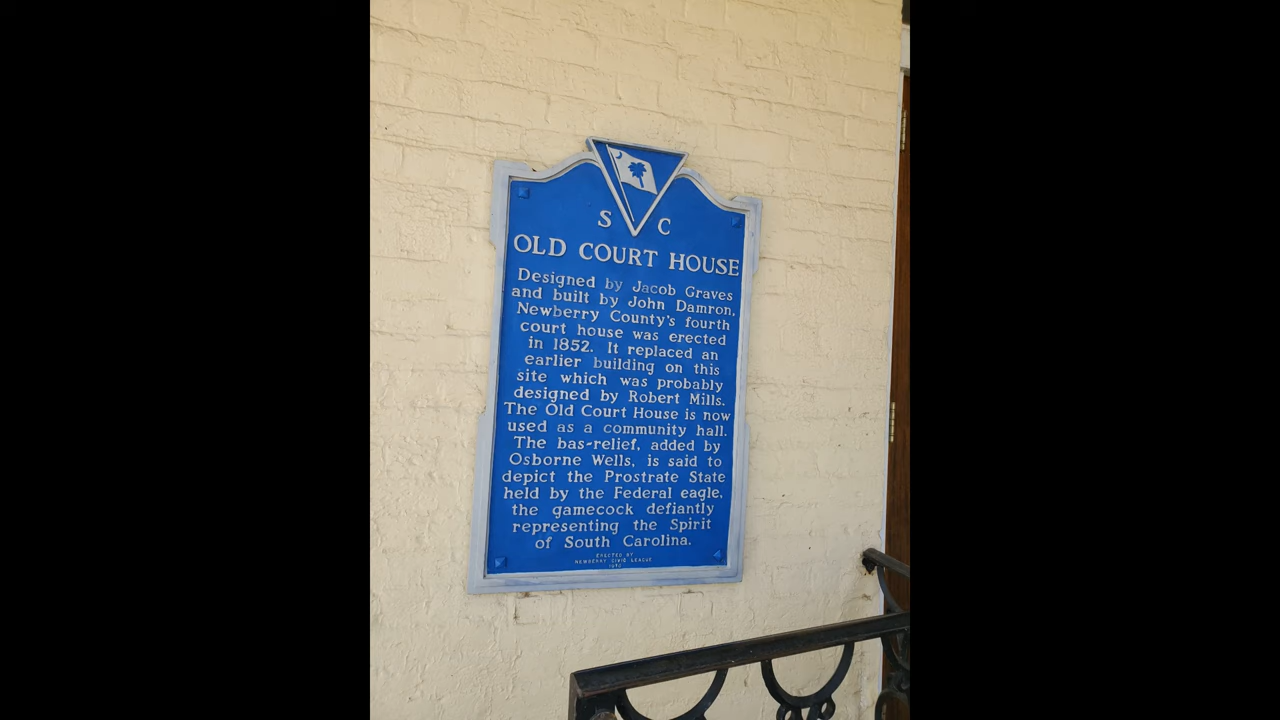 S C
OLD COURT HOUSE
Designed by Jacob Graves
and built by John Damron,
Newberry County's fourth
court house was erected
in 1852. It replaced an
earlier building on this
site which was probably
designed by Robert Mills.
The Old Court House is now
used as a community hall.
The bas-relief, added by
Osborne Wells, is said to
depict the Prostrate State
held by the Federal eagle,
the gamecock defiantly
representing the Spirit
of South Carolina.
ERECTED BY
NEWBERRY CIVIC LEAGUE
1970